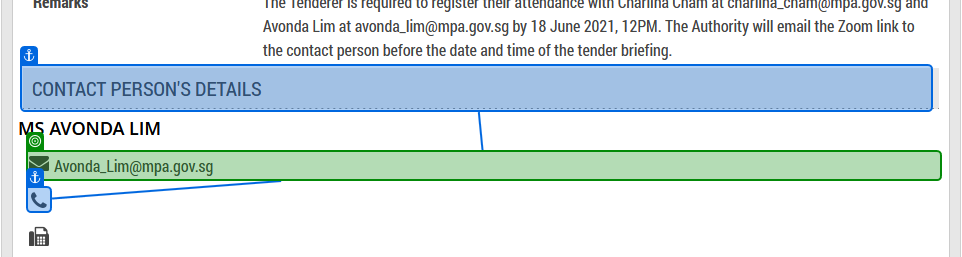 Remarks
The Tenderer is required to register their attendance with Charlina Cham at charlina_cham@mpa.gov.sg and
Avonda Lim at avonda_lim@mpa.gov.sg by 18 June 2021, 12PM. The Authority will email the Zoom link to
the contact person before the date and time of the tender briefing.
CONTACT PERSON'S DETAILS
MS AVONDA LIM
Avonda_Lim@mpa.gov.sg